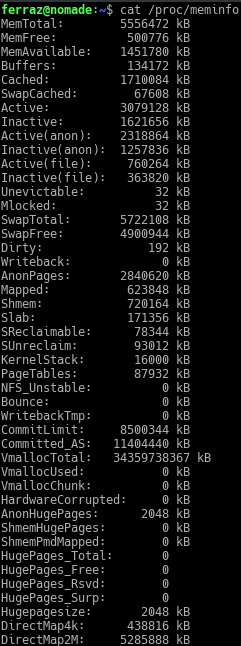 ferraz@nomade:~$ cat /proc/meminfo
MemTotal: 5556472 kB
MemFree: 500776 kB
MemAvailable: 1451780 kB
Buffers: 134172 kB
Cached: 1710084 kB
SwapCached: 67608 kB
Active: 3079128 kB
Inactive: 1621656 kB
Active(anon): 2318864 kB
Inactive(anon): 1257836 kB
Active(file): 760264 kB
Inactive(file): 363820 kB
Unevictable: 32 kB
Mlocked: 32 kB
SwapTotal: 5722108 kB
SwapFree: 4900944 kB
Dirty: 192 kB
Writeback: 0 kB
AnonPages: 2840620 kB
Mapped: 623848 kB
Shmem: 720164 kB
Slab: 171356 kB
SReclaimable: 78344 kB
SUnreclaim: 93012 kB
KernelStack: 16000 kB
PageTables: 87932 kB
NFS_Unstable: 0 kB
Bounce: 0 kB
WritebackTmp: 0 kB
CommitLimit: 8500344 kB
Committed_AS: 11404440 kB
VmallocTotal: 34359738367 kB
VmallocUsed: 0 kB
VmallocChunk: 0 kB
HardwareCorrupted: 0 kB
AnonHugePages: 2048 kB
ShmemHugePages: 0 kB
ShmemPmdMapped: 0 kB
HugePages_Total: 0
HugePages_Free: 0
HugePages_Rsvd: 0
HugePages_Surp: 0
Hugepagesize: 2048 kB
DirectMap4k: 438816 kB
DirectMap2M: 5285888 kB